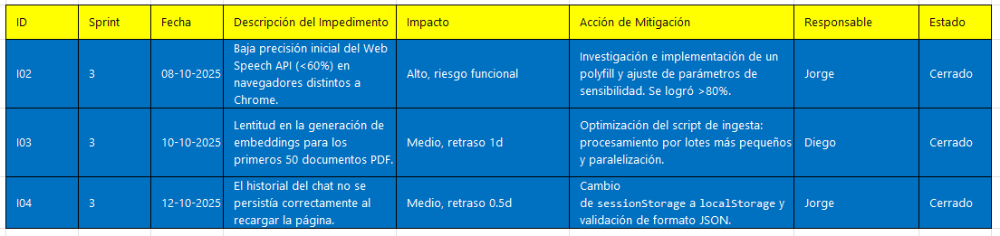 ID Sprint Fecha Descripción del Impedimento Impacto Acción de Mitigación Responsable Estado
I02 3 08-10-2025
Baja precisión inicial del Web
Speech API (<60%) en
navegadores distintos a
Chrome.
Alto, riesgo funcional
Investigación e implementación de un
polyfill y ajuste de parámetros de
sensibilidad. Se logró >80%.
Jorge Cerrado
I03 3 10-10-2025
Lentitud en la generación de
embeddings para los
primeros 50 documentos PDF.
Medio, retraso 1d
Optimización del script de ingesta:
procesamiento por lotes más pequeños
y paralelización.
Diego Cerrado
I04 3 12-10-2025
El historial del chat no se
persistía correctamente al
recargar la página.
Medio, retraso 0.5d
Cambio
de sessionStorage a localStorage y
validación de formato JSON.
Jorge Cerrado